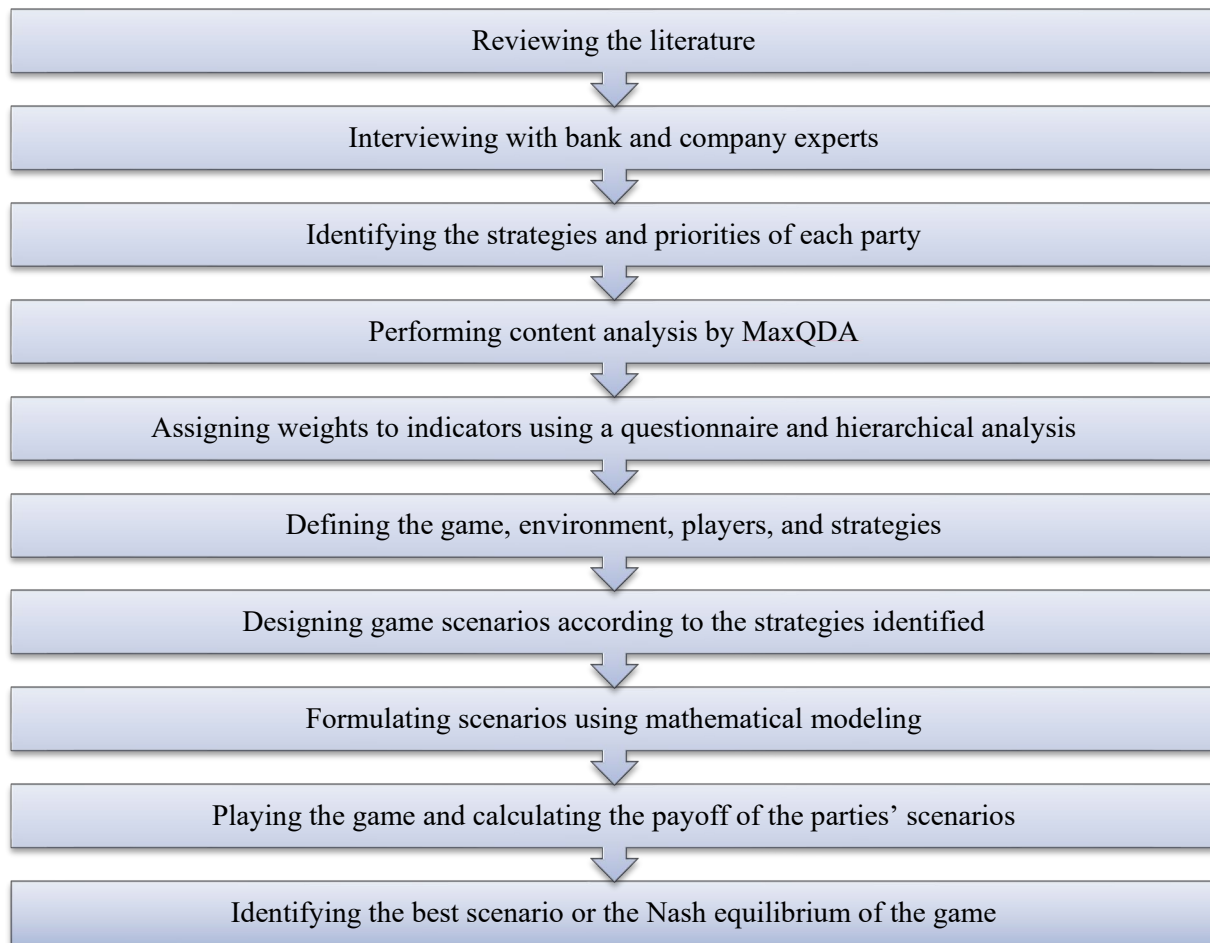 Reviewing the literature
Interviewing with bank and company experts
Identifying the strategies and priorities of each party
Performing content analysis by MaxQDA
Assigning weights to indicators using a questionnaire and hierarchical analysis
Defining the game, environment, players, and strategies
Designing game scenarios according to the strategies identified
Formulating scenarios using mathematical modeling
Playing the game and calculating the payoff of the parties’ scenarios
Identifying the best scenario or the Nash equilibrium of the game